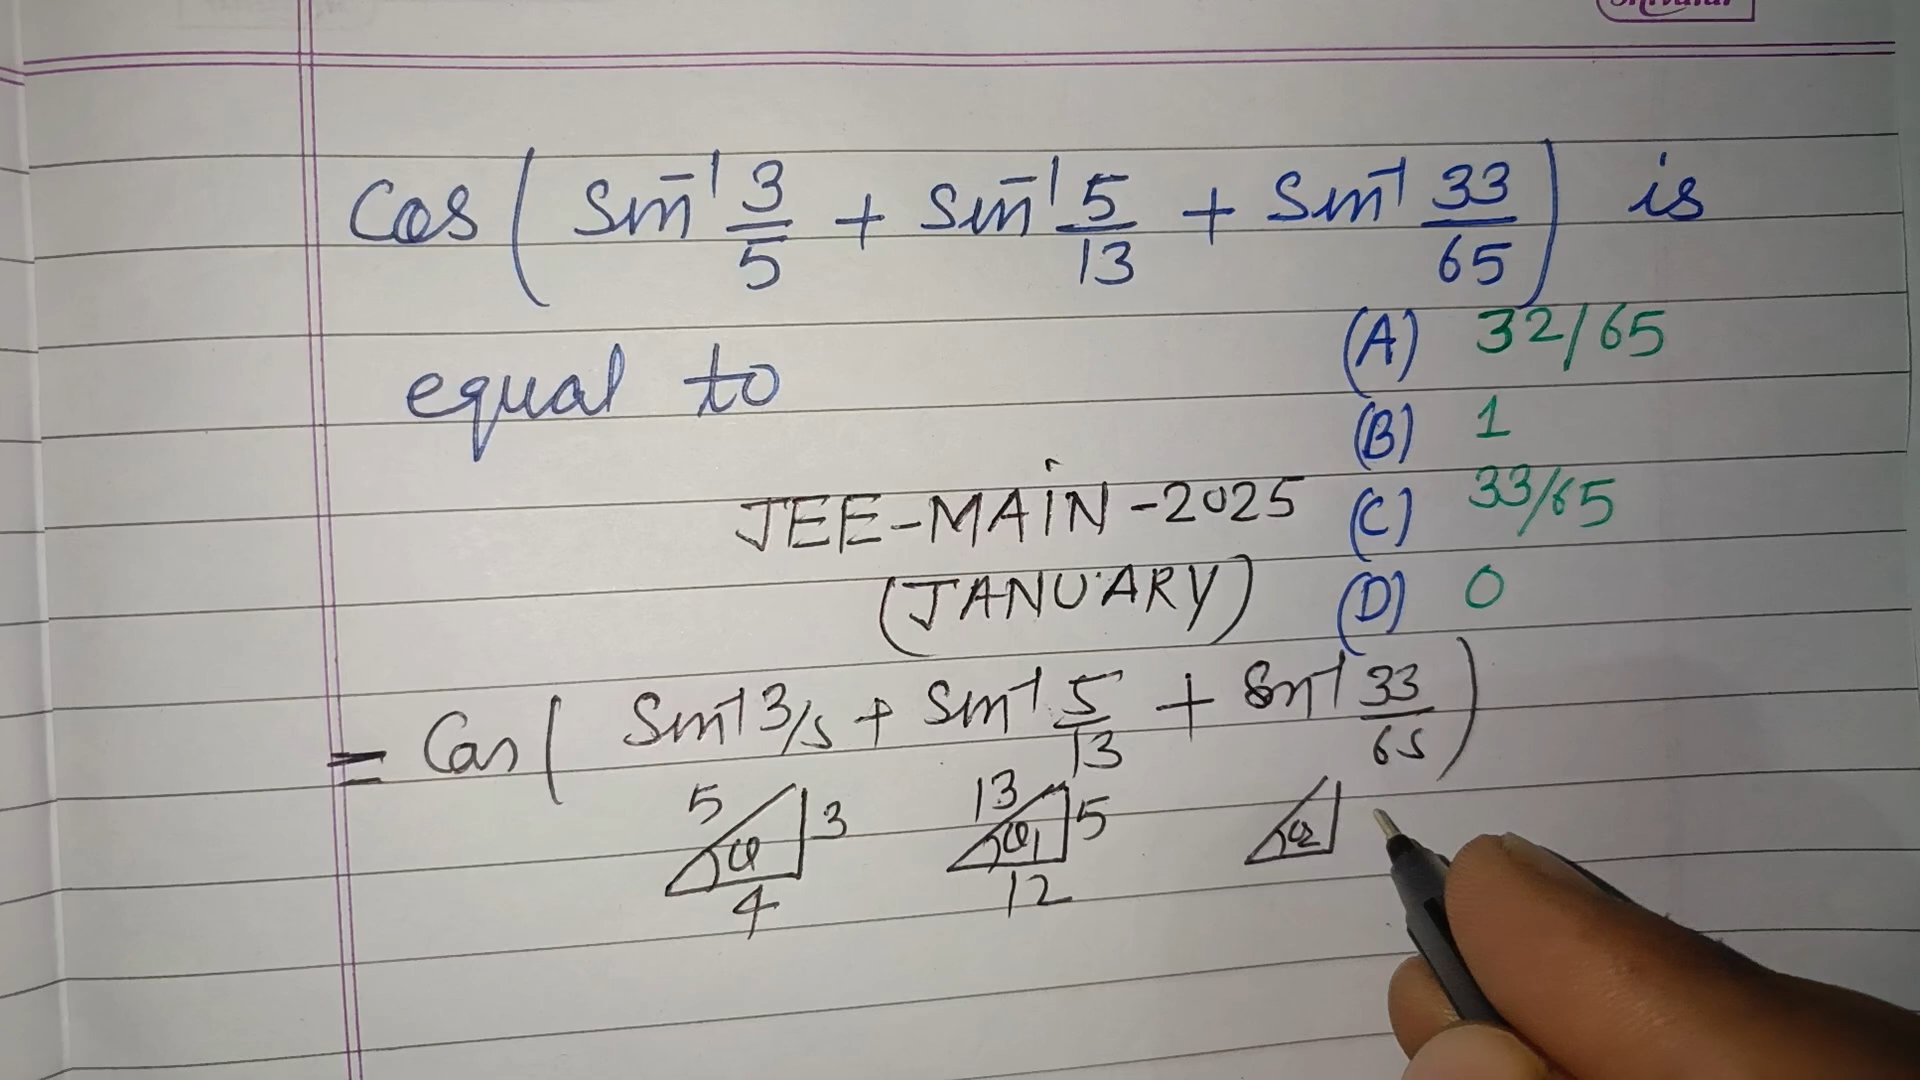 Cos ( Sin⁻¹ 3/5 + Sin⁻¹ 5/13 + Sin⁻¹ 33/65 ) is
equal to
(A) 32/65
(B) 1
JEE-MAIN-2025 (C) 33/65
(JANUARY) (D) 0
= Cos ( Sin⁻¹ 3/5 + Sin⁻¹ 5/13 + Sin⁻¹ 33/65 )
5 3 13 5
4 12